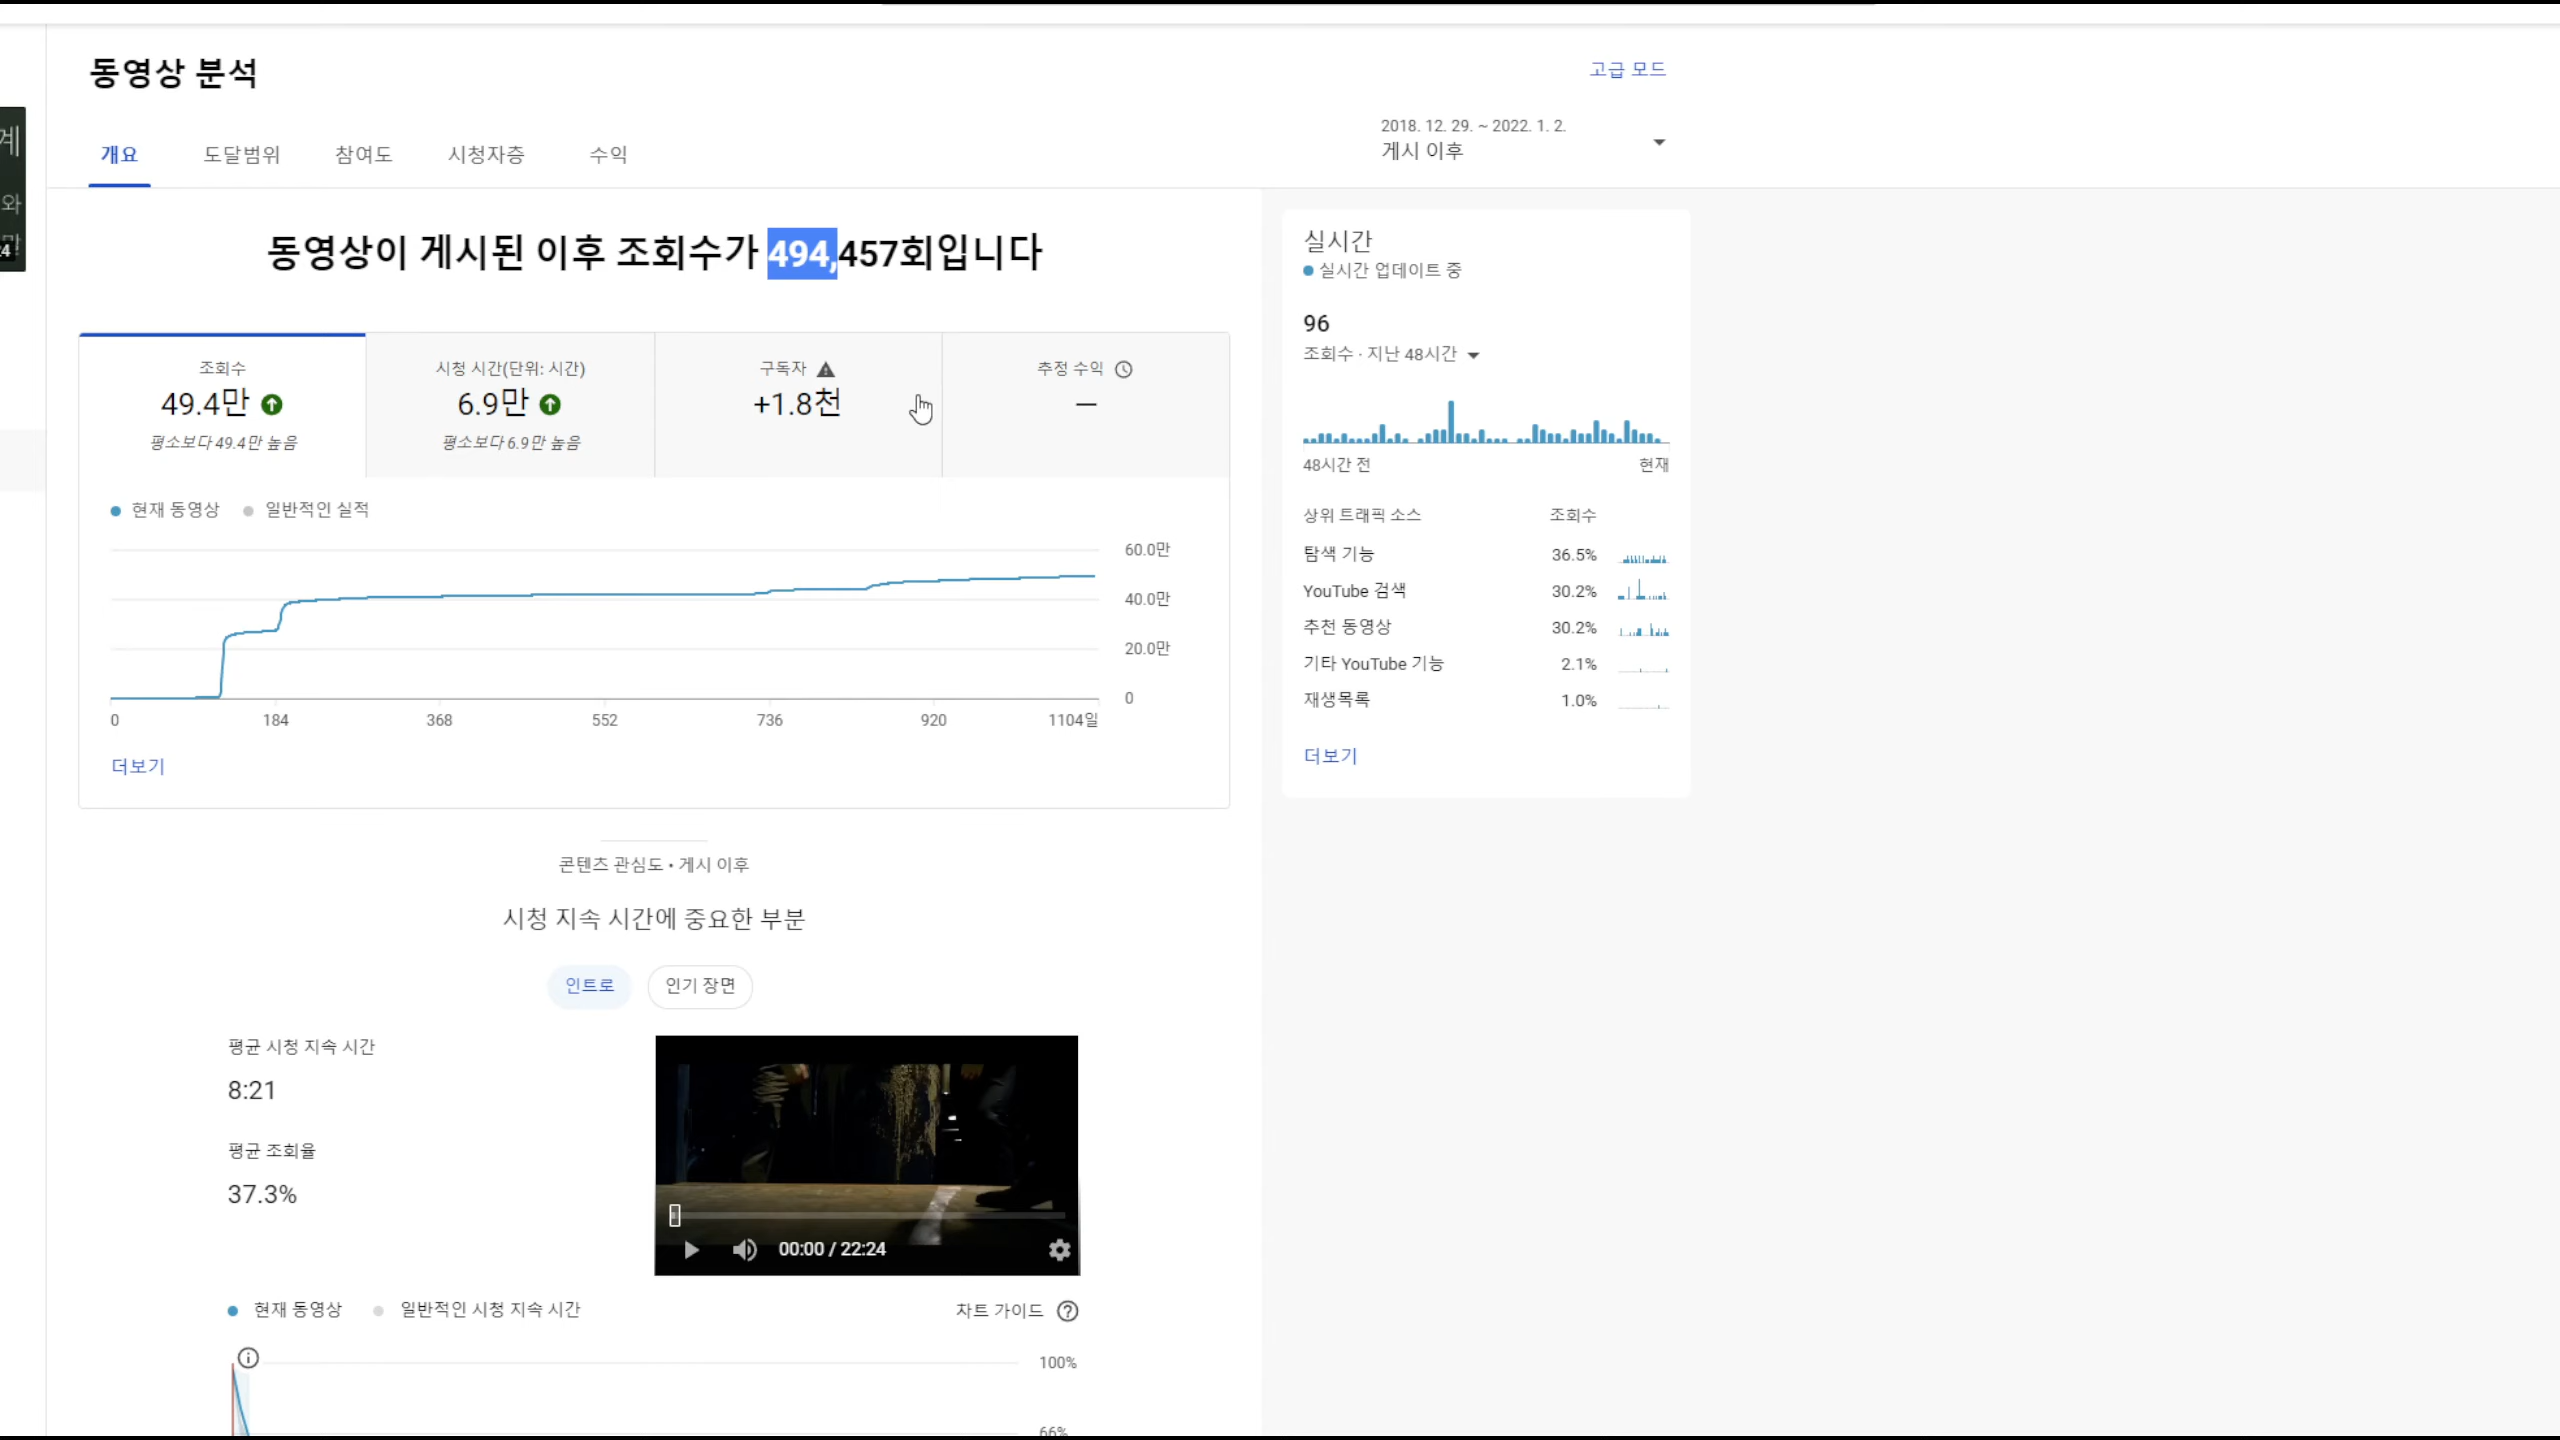 동영상 분석
고급 모드
개요 도달범위 참여도 시청자층 수익
2018. 12. 29. ~ 2022. 1. 2.
게시 이후
계
와
동영상이 게시된 이후 조회수가 494,457회입니다
조회수
49.4만
평소보다 49.4만 높음
시청 시간(단위: 시간)
6.9만
평소보다 6.9만 높음
구독자
+1.8천
추정 수익
—
현재 동영상 일반적인 실적
60.0만
40.0만
20.0만
0
0 184 368 552 736 920 1104일
더보기
실시간
실시간 업데이트 중
96
조회수 · 지난 48시간
48시간 전 현재
상위 트래픽 소스 조회수
탐색 기능 36.5%
YouTube 검색 30.2%
추천 동영상 30.2%
기타 YouTube 기능 2.1%
재생목록 1.0%
더보기
콘텐츠 관심도 • 게시 이후
시청 지속 시간에 중요한 부분
인트로 인기 장면
평균 시청 지속 시간
8:21
평균 조회율
37.3%
00:00 / 22:24
현재 동영상 일반적인 시청 지속 시간
차트 가이드
100%
66%